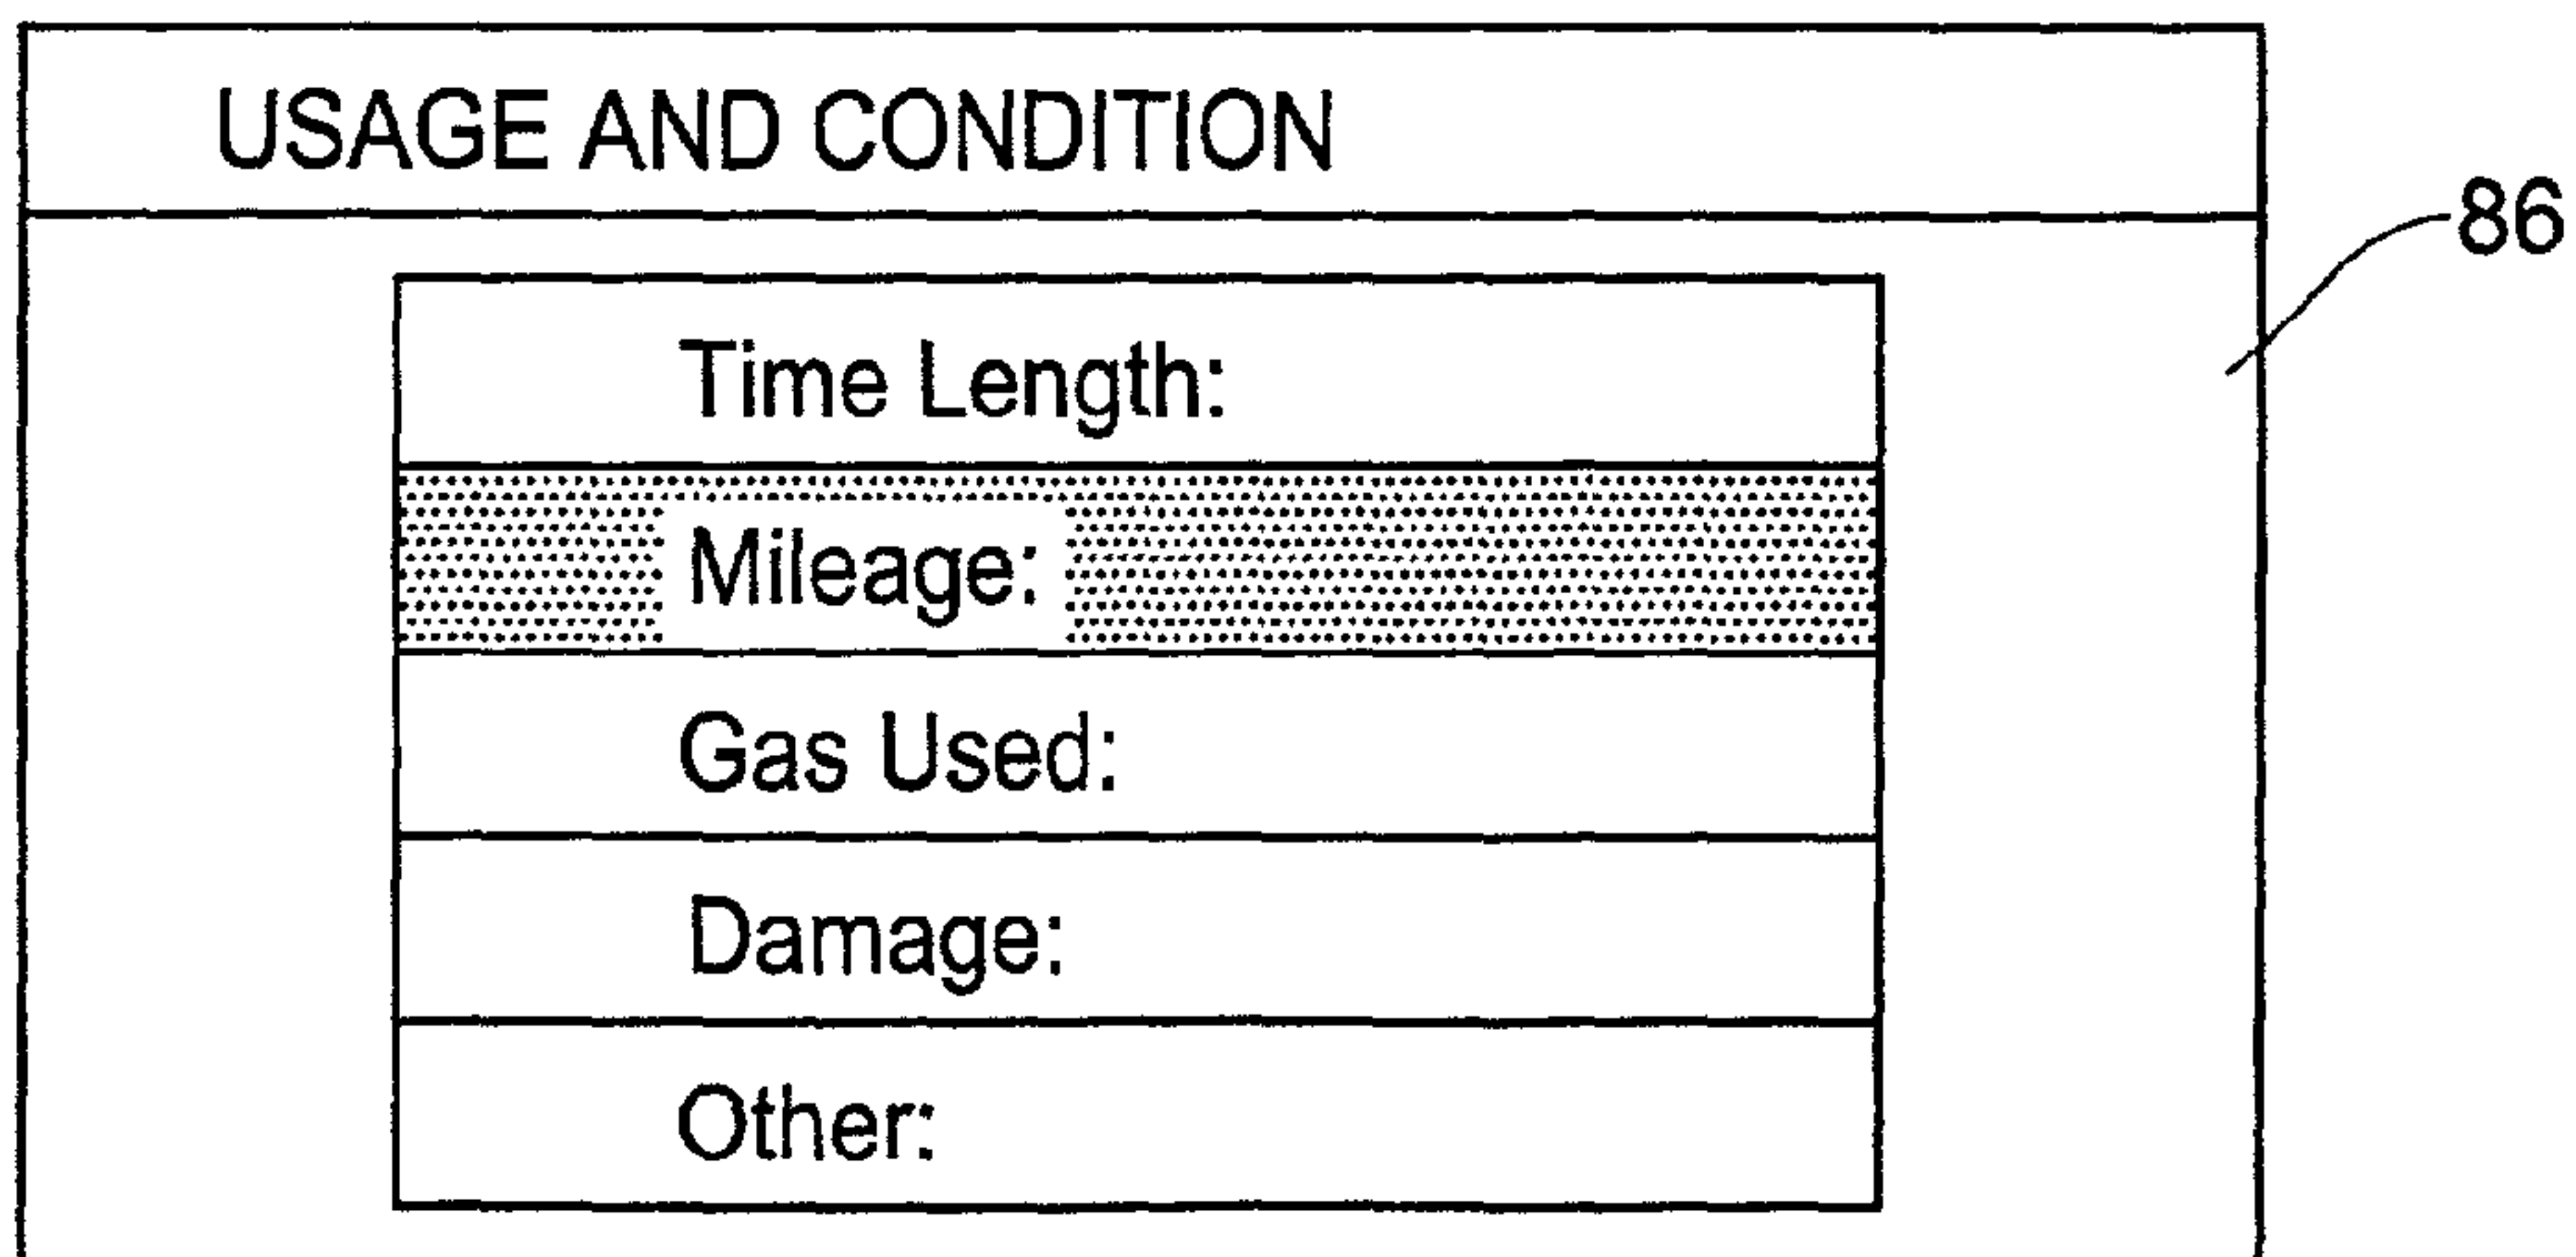 USAGE AND CONDITION
86
Time Length:
Mileage:
Gas Used:
Damage:
Other: